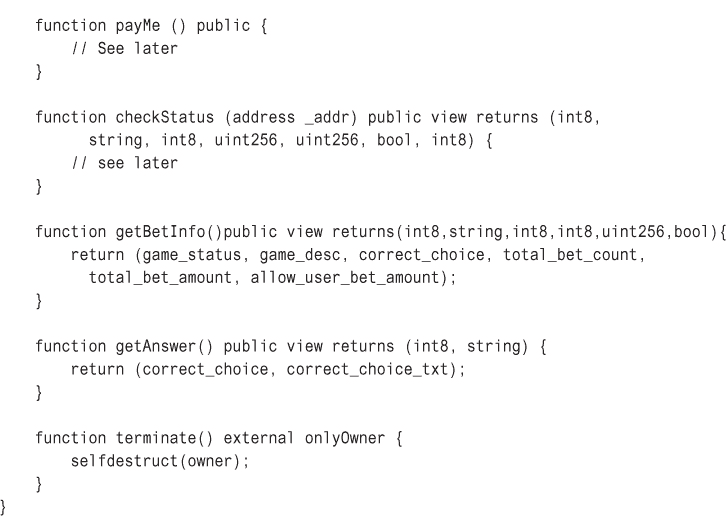 function payMe () public {
// See later
}
function checkStatus (address _addr) public view returns (int8,
string, int8, uint256, uint256, bool, int8) {
// see later
}
function getBetInfo()public view returns(int8,string,int8,int8,uint256,bool){
return (game_status, game_desc, correct_choice, total_bet_count,
total_bet_amount, allow_user_bet_amount);
}
function getAnswer() public view returns (int8, string) {
return (correct_choice, correct_choice_txt);
}
function terminate() external onlyOwner {
selfdestruct(owner);
}
}